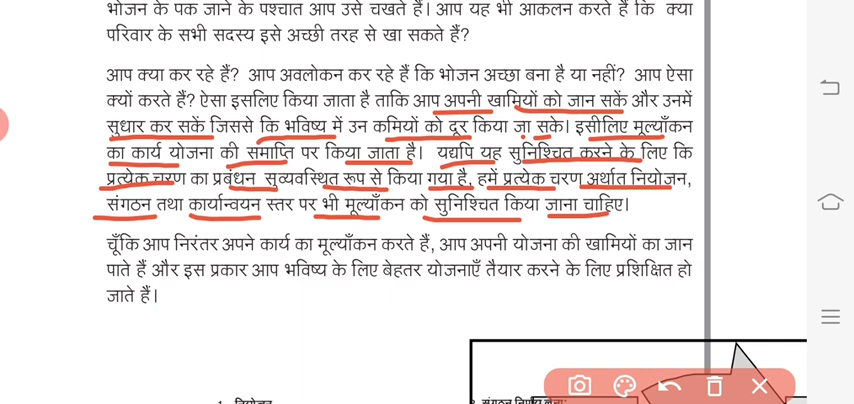 भोजन के पक जाने के पश्चात आप उसे चखते हैं। आप यह भी आकलन करते हैं कि क्या
परिवार के सभी सदस्य इसे अच्छी तरह से खा सकते हैं?
आप क्या कर रहे हैं? आप अवलोकन कर रहे हैं कि भोजन अच्छा बना है या नहीं? आप ऐसा
क्यों करते हैं? ऐसा इसलिए किया जाता है ताकि आप अपनी खामियों को जान सकें और उनमें
सुधार कर सकें जिससे कि भविष्य में उन कमियों को दूर किया जा सके। इसीलिए मूल्याँकन
का कार्य योजना की समाप्ति पर किया जाता है। यद्यपि यह सुनिश्चित करने के लिए कि
प्रत्येक चरण का प्रबंधन सुव्यवस्थित रूप से किया गया है, हमें प्रत्येक चरण अर्थात नियोजन,
संगठन तथा कार्यान्वयन स्तर पर भी मूल्याँकन को सुनिश्चित किया जाना चाहिए।
चूँकि आप निरंतर अपने कार्य का मूल्याँकन करते हैं, आप अपनी योजना की खामियों का जान
पाते हैं और इस प्रकार आप भविष्य के लिए बेहतर योजनाएँ तैयार करने के लिए प्रशिक्षित हो
जाते हैं।